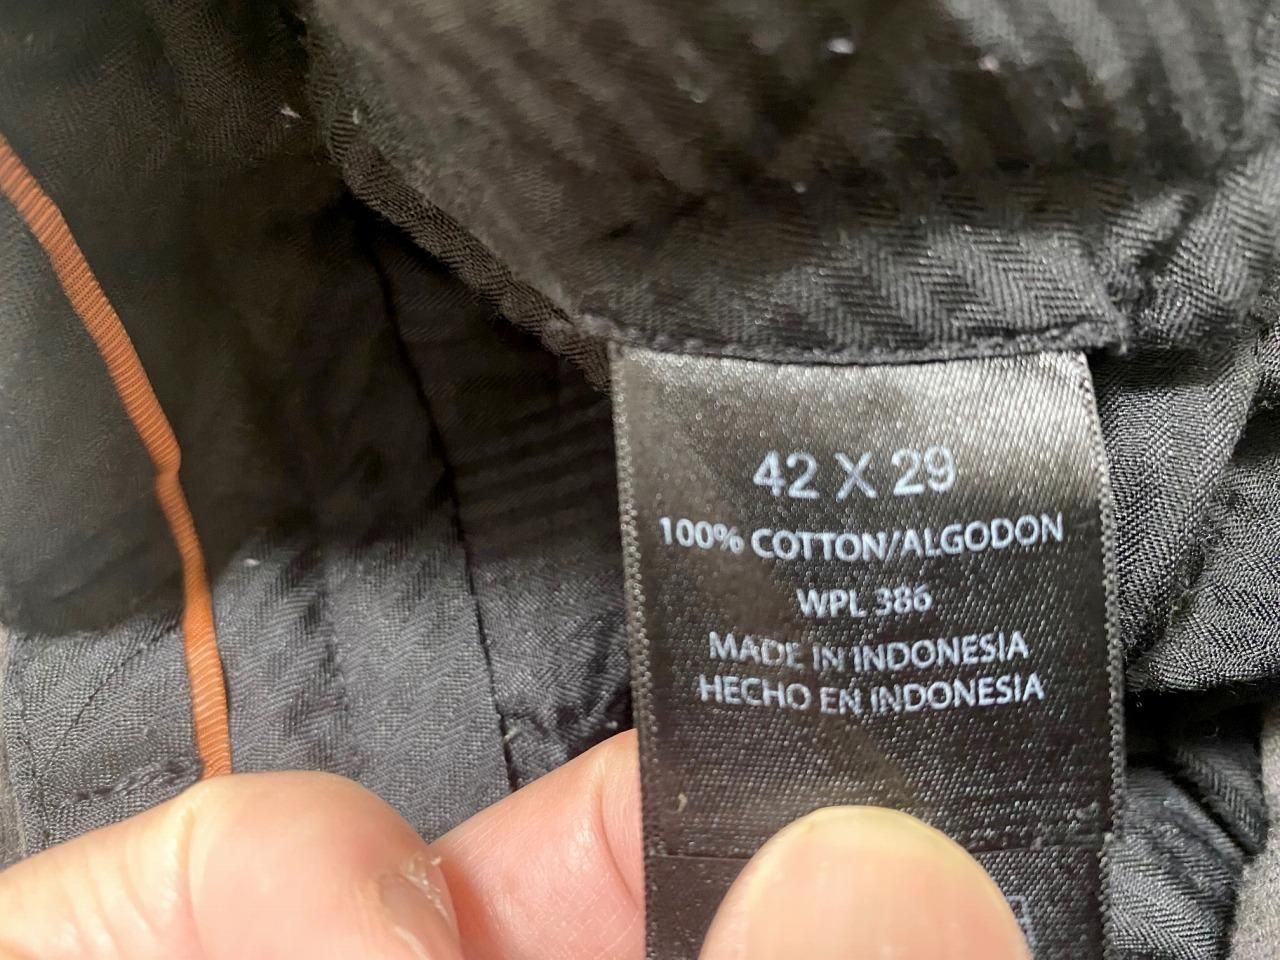 42 X 29
100% COTTON/ALGODON
WPL 386
MADE IN INDONESIA
HECHO EN INDONESIA